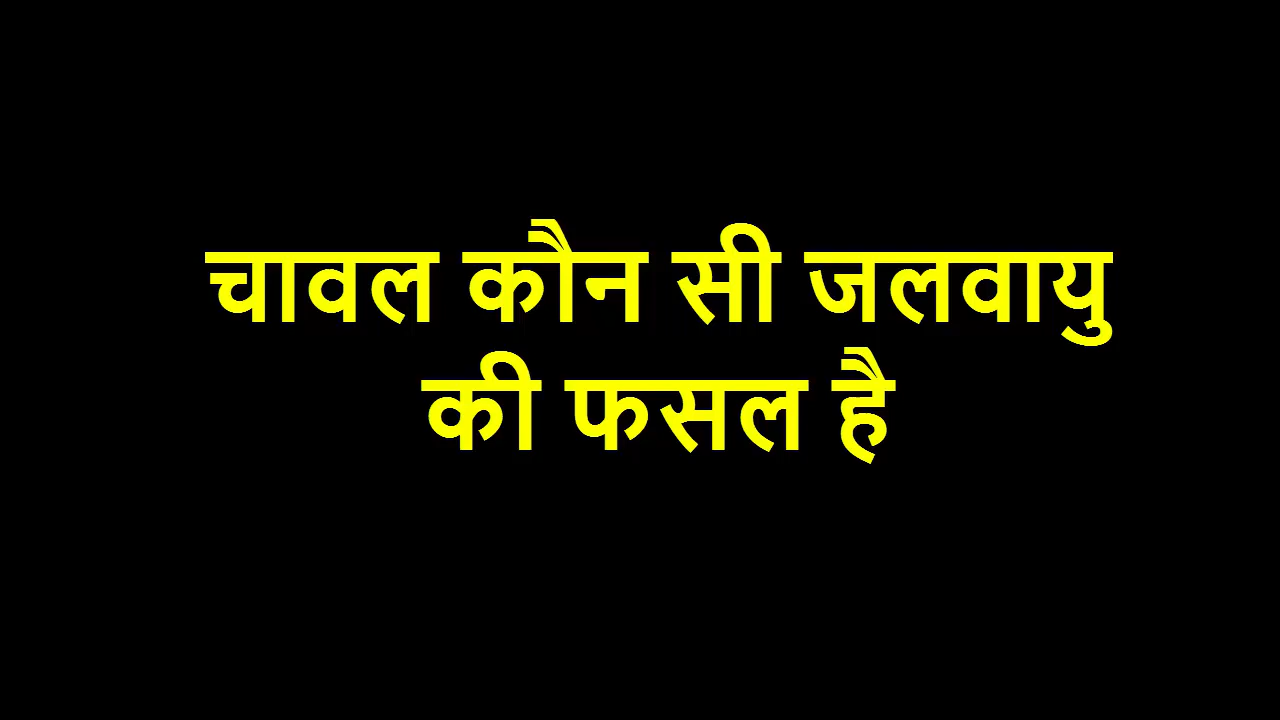 चावल कौन सी जलवायु
की फसल है